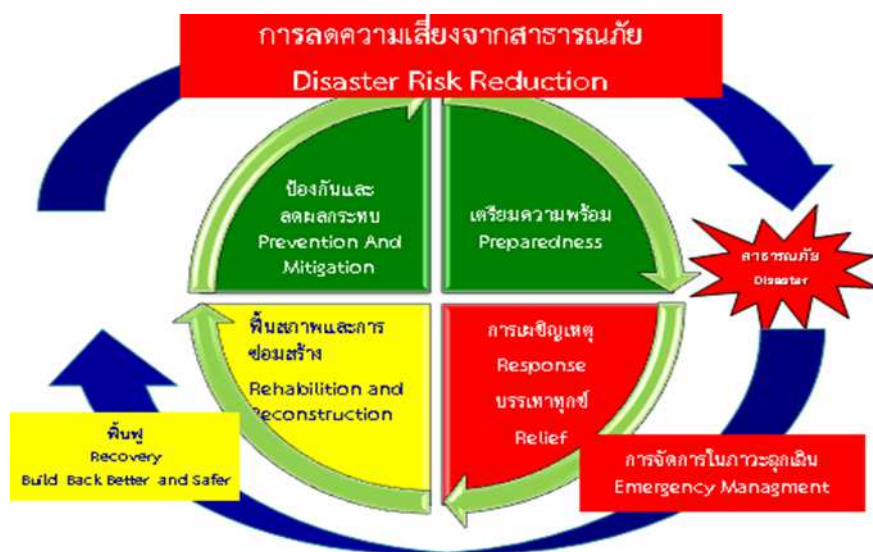 การลดความเสี่ยงจากสาธารณภัย
Disaster Risk Reduction
ป้องกันและ
ลดผลกระทบ
Prevention And
Mitigation
เตรียมความพร้อม
Preparedness
สาธารณภัย
Disaster
ฟื้นสภาพและการ
ซ่อมสร้าง
Rehabilition and
Reconstruction
การเผชิญเหตุ
Response
บรรเทาทุกข์
Relief
ฟื้นฟู
Recovery
Build Back Better and Safer
การจัดการในภาวะฉุกเฉิน
Emergency Managment